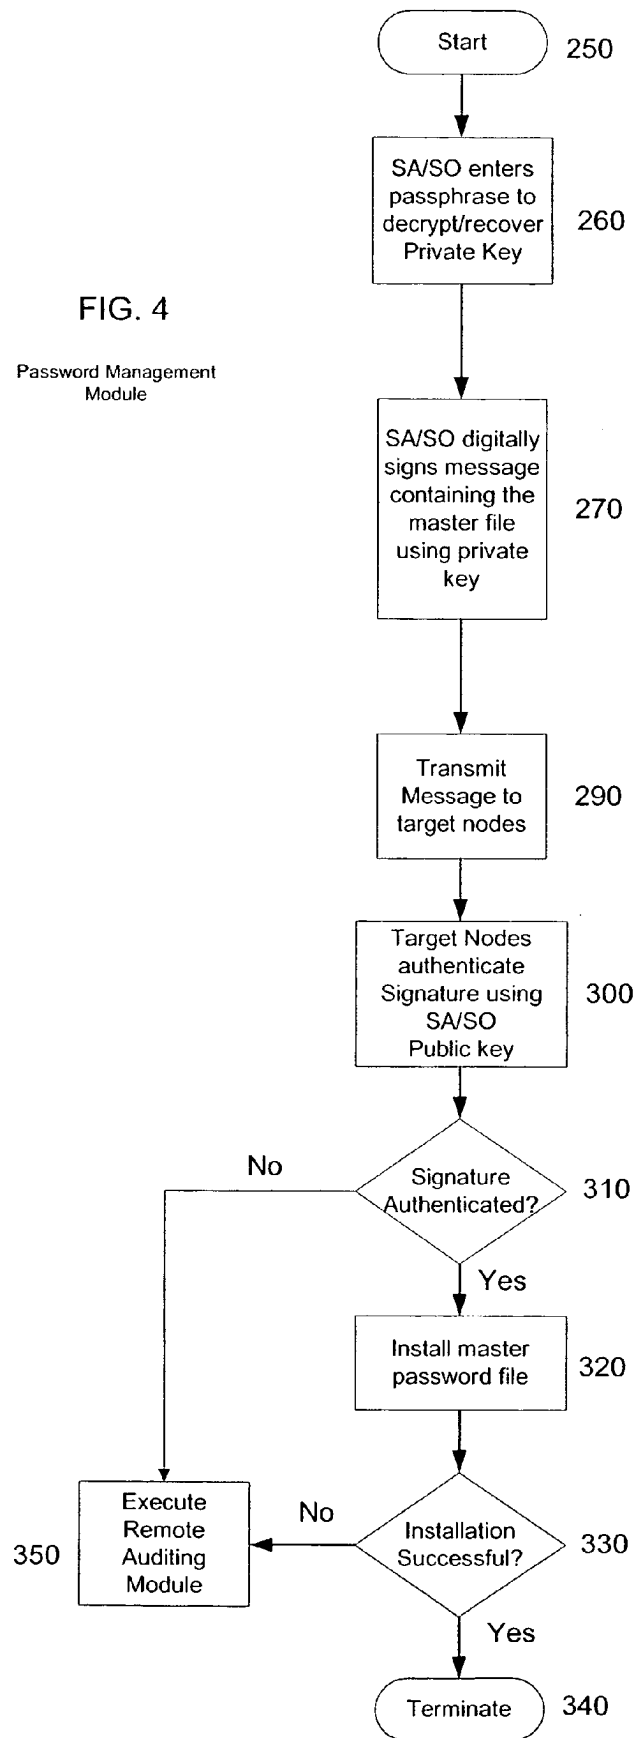 Start
250
SA/SO enters
passphrase to
decrypt/recover
Private Key
260
FIG. 4
Password Management
Module
SA/SO digitally
signs message
containing the
master file
using private
key
270
Transmit
Message to
target nodes
290
Target Nodes
authenticate
Signature using
SA/SO
Public key
300
No
Signature
Authenticated?
310
Yes
Install master
password file
320
Execute
Remote
Auditing
Module
350
No
Installation
Successful?
330
Yes
Terminate
340